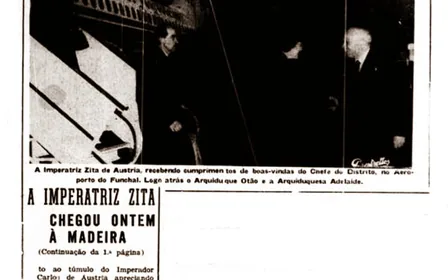 A Imperatriz Zita de Austria, recebendo cumprimentos de boas-vindas do Chefe do Distrito, no Aero-
porto do Funchal. Logo atrás o Arquiduque Otão e a Arquiduquesa Adelaide.
A IMPERATRIZ ZITA
CHEGOU ONTEM
À MADEIRA
(Continuação da 1.ª página)
to ao túmulo do Imperador
Carlos de Austria apreciando